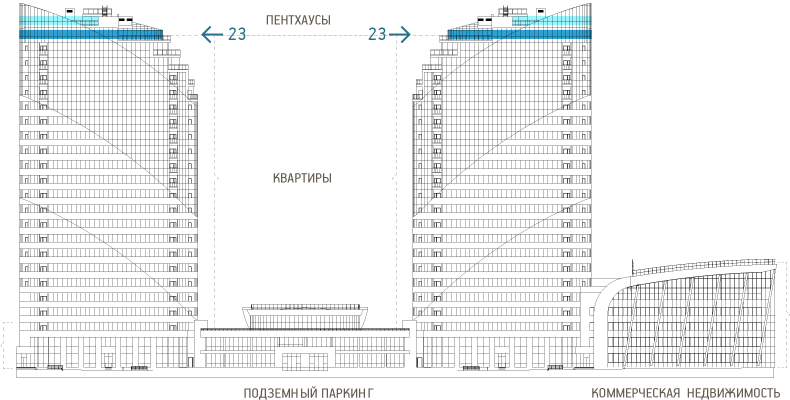 ПЕНТХАУСЫ
23 23
КВАРТИРЫ
ПОДЗЕМНЫЙ ПАРКИНГ
КОММЕРЧЕСКАЯ НЕДВИЖИМОСТЬ